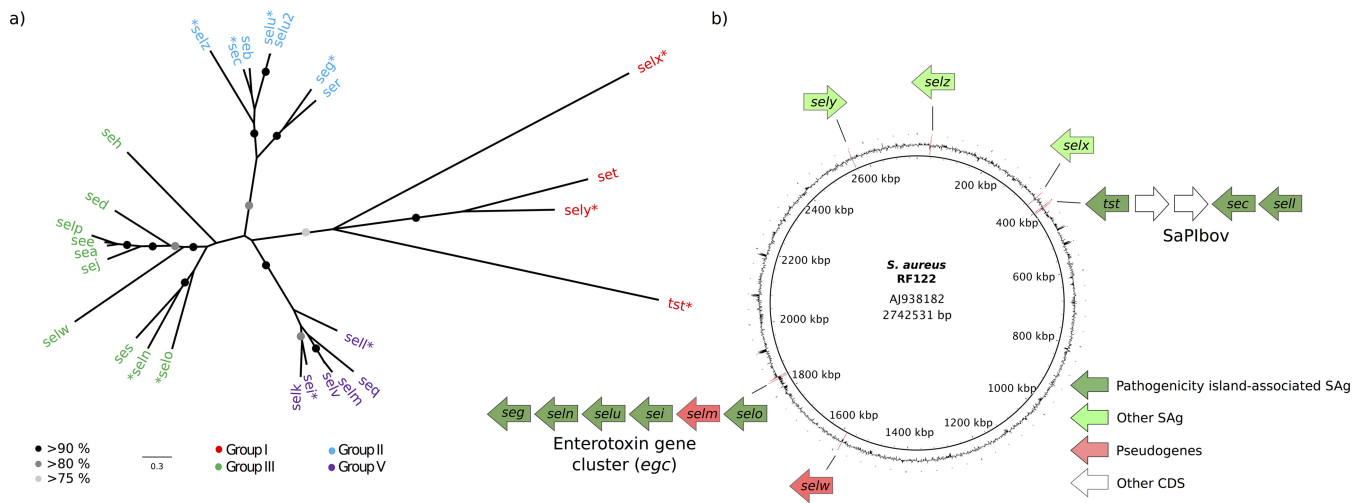 a)
*selz
*sec
seb
selu*
selu2
seg*
ser
selx*
set
sely*
tst*
seh
sed
selp
see
sea
sej
selw
ses
*seln
*selo
sell*
seq
selm
selv
sei*
selk
>90 %
>80 %
>75 %
0.3
Group I
Group III
Group II
Group V
b)
sely
selz
selx
tst
sec
sell
SaPIbov
200 kbp
400 kbp
600 kbp
800 kbp
1000 kbp
1200 kbp
1400 kbp
1600 kbp
1800 kbp
2000 kbp
2200 kbp
2400 kbp
2600 kbp
S. aureus
RF122
AJ938182
2742531 bp
seg
seln
selu
sei
selm
selo
Enterotoxin gene
cluster (egc)
selw
Pathogenicity island-associated SAg
Other SAg
Pseudogenes
Other CDS